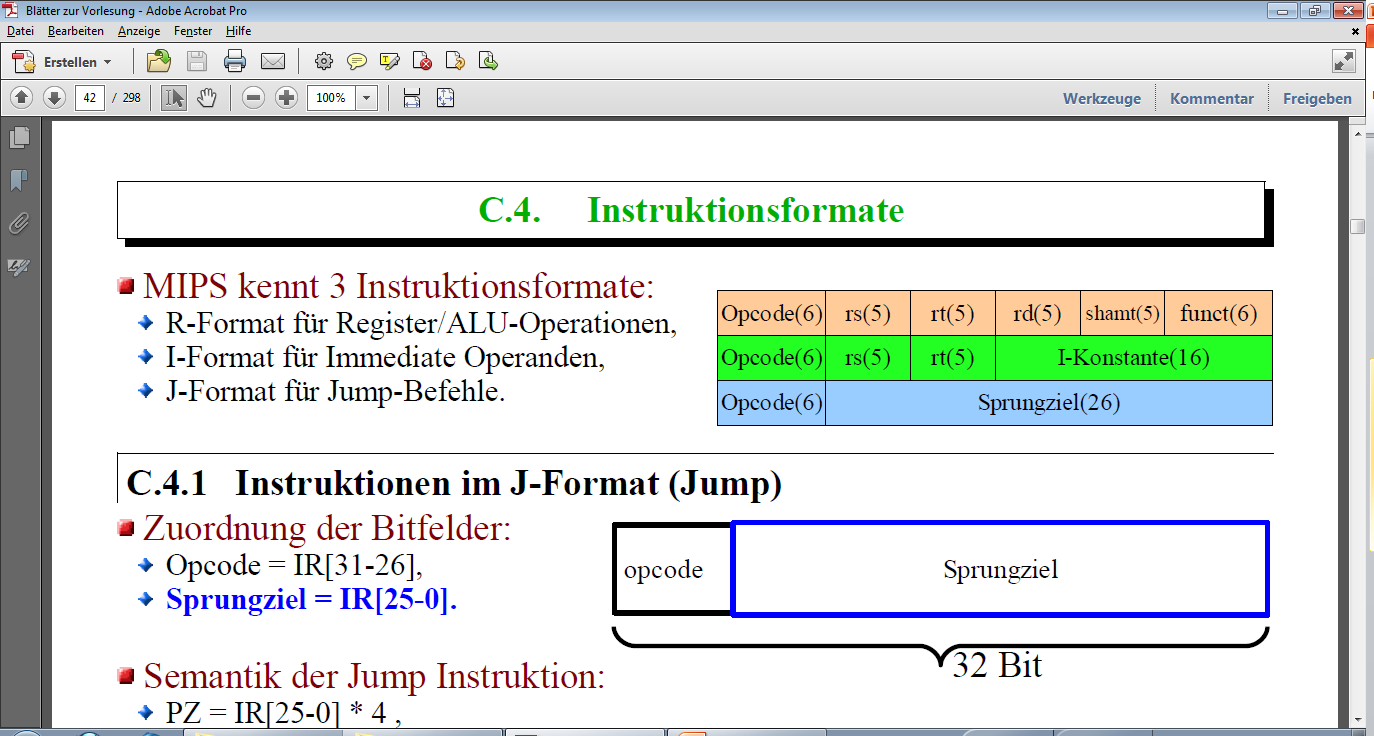 Blätter zur Vorlesung - Adobe Acrobat Pro
Datei Bearbeiten Anzeige Fenster Hilfe
Erstellen
42 / 298 100% Werkzeuge Kommentar Freigeben
C.4. Instruktionsformate
MIPS kennt 3 Instruktionsformate:
R-Format für Register/ALU-Operationen,
I-Format für Immediate Operanden,
J-Format für Jump-Befehle.
Opcode(6) rs(5) rt(5) rd(5) shamt(5) funct(6)
Opcode(6) rs(5) rt(5) I-Konstante(16)
Opcode(6) Sprungziel(26)
C.4.1 Instruktionen im J-Format (Jump)
Zuordnung der Bitfelder:
Opcode = IR[31-26],
Sprungziel = IR[25-0].
opcode Sprungziel
32 Bit
Semantik der Jump Instruktion:
PZ = IR[25-0] * 4 ,